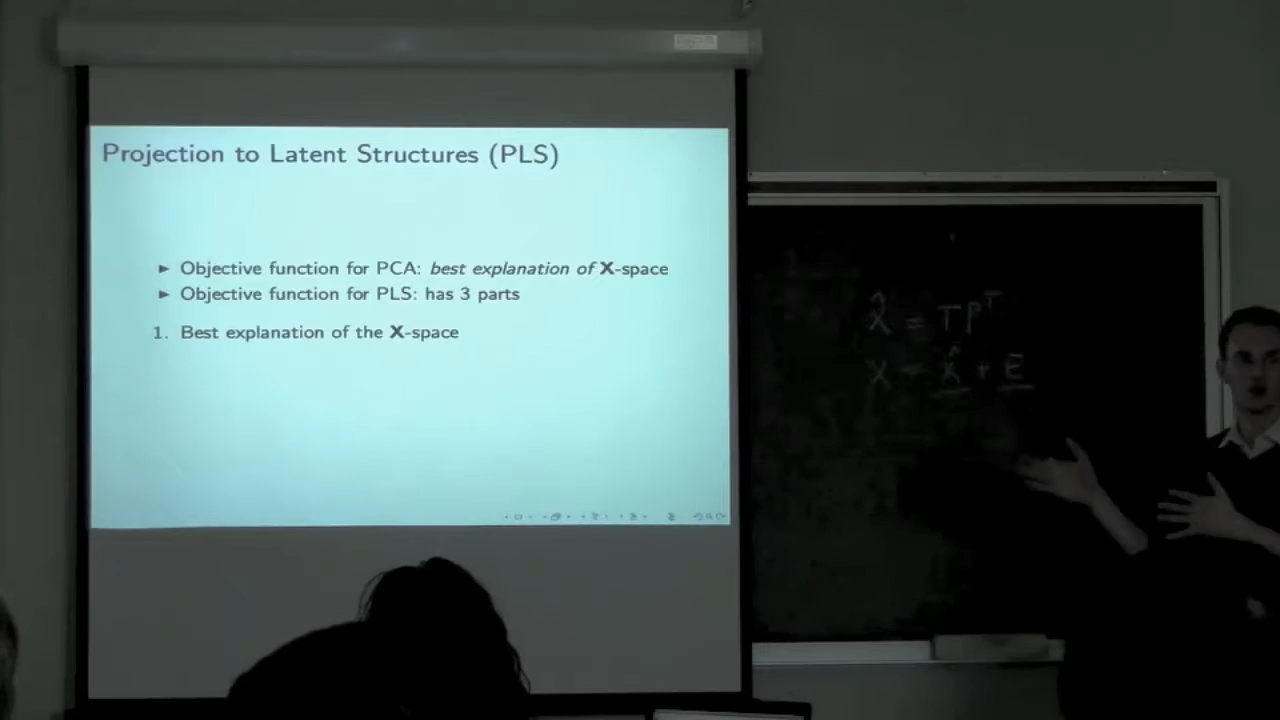 Projection to Latent Structures (PLS)
► Objective function for PCA: best explanation of X-space
► Objective function for PLS: has 3 parts
1. Best explanation of the X-space
X̂ = TPᵀ
X = X̂ + E